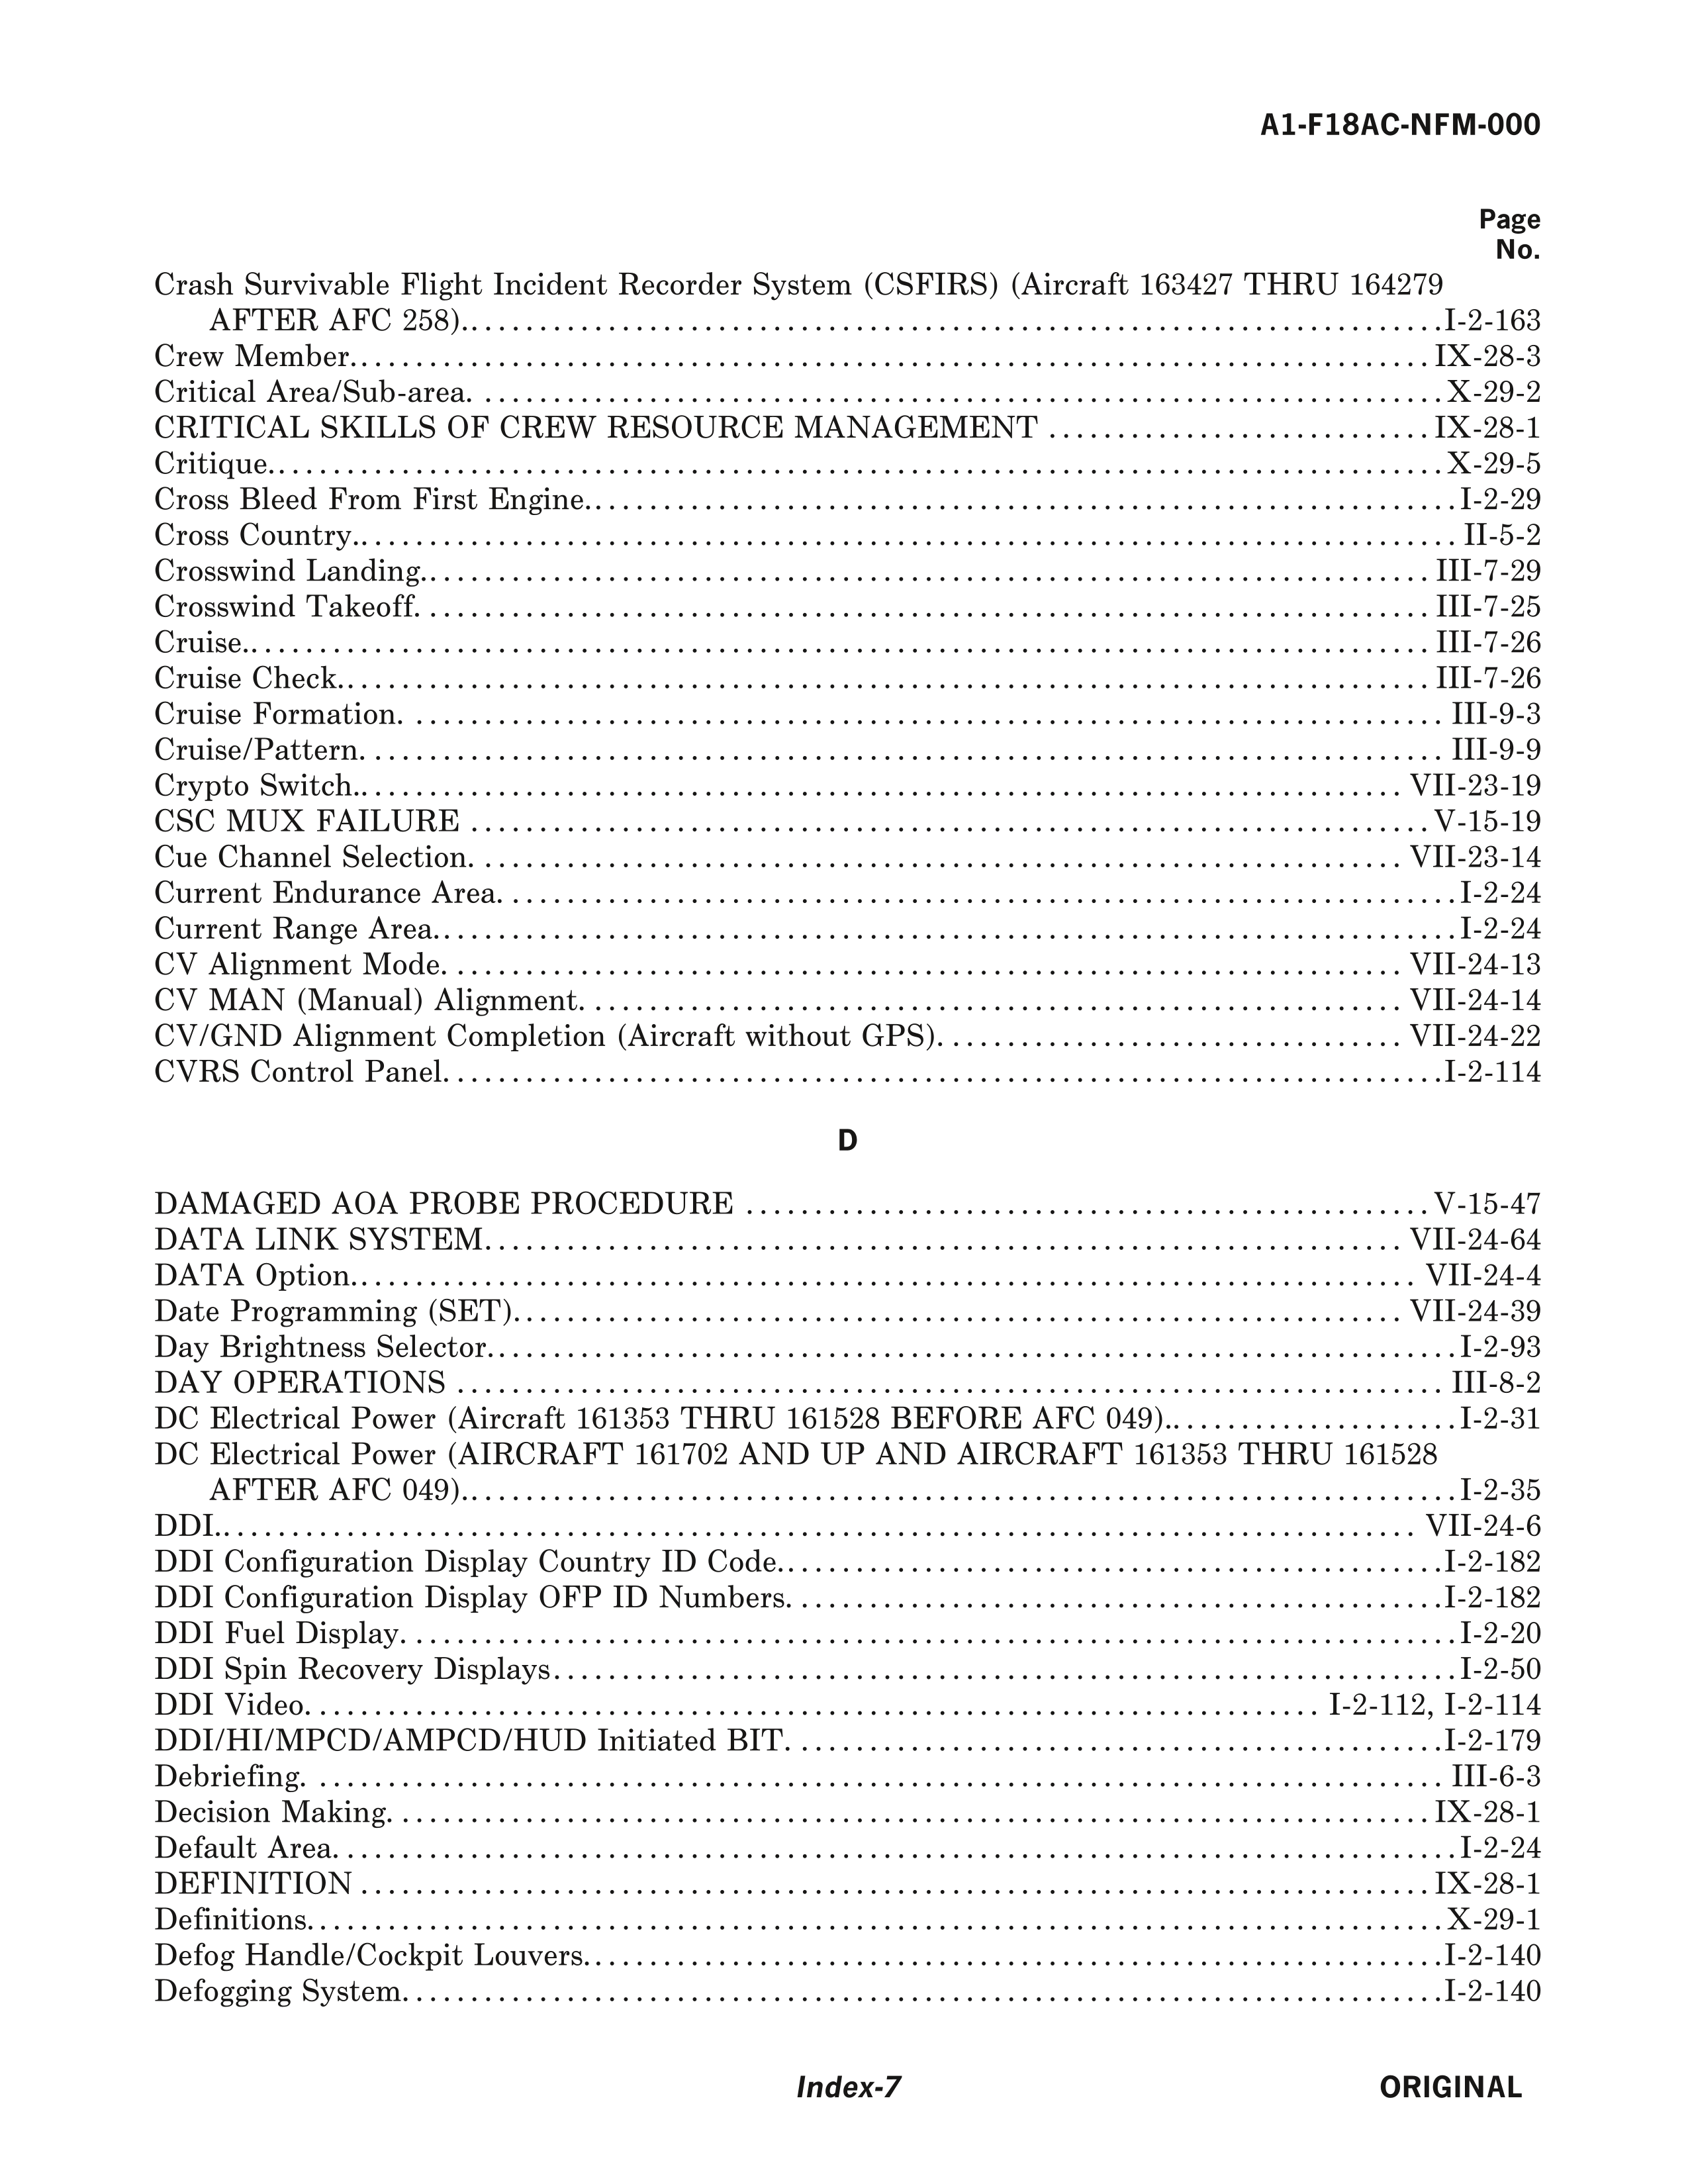 A1-F18AC-NFM-000
Page
No.
Crash Survivable Flight Incident Recorder System (CSFIRS) (Aircraft 163427 THRU 164279
AFTER AFC 258). . . . . . . . . . I-2-163
Crew Member. . . . . . . . . . IX-28-3
Critical Area/Sub-area. . . . . . . . . . X-29-2
CRITICAL SKILLS OF CREW RESOURCE MANAGEMENT . . . . . . . . . . IX-28-1
Critique. . . . . . . . . . X-29-5
Cross Bleed From First Engine. . . . . . . . . . I-2-29
Cross Country. . . . . . . . . . II-5-2
Crosswind Landing. . . . . . . . . . III-7-29
Crosswind Takeoff. . . . . . . . . . III-7-25
Cruise. . . . . . . . . . III-7-26
Cruise Check. . . . . . . . . . III-7-26
Cruise Formation. . . . . . . . . . III-9-3
Cruise/Pattern. . . . . . . . . . III-9-9
Crypto Switch. . . . . . . . . . VII-23-19
CSC MUX FAILURE . . . . . . . . . . V-15-19
Cue Channel Selection. . . . . . . . . . VII-23-14
Current Endurance Area. . . . . . . . . . I-2-24
Current Range Area. . . . . . . . . . I-2-24
CV Alignment Mode. . . . . . . . . . VII-24-13
CV MAN (Manual) Alignment. . . . . . . . . . VII-24-14
CV/GND Alignment Completion (Aircraft without GPS). . . . . . . . . . VII-24-22
CVRS Control Panel. . . . . . . . . . I-2-114
D
DAMAGED AOA PROBE PROCEDURE . . . . . . . . . . V-15-47
DATA LINK SYSTEM. . . . . . . . . . VII-24-64
DATA Option. . . . . . . . . . VII-24-4
Date Programming (SET). . . . . . . . . . VII-24-39
Day Brightness Selector. . . . . . . . . . I-2-93
DAY OPERATIONS . . . . . . . . . . III-8-2
DC Electrical Power (Aircraft 161353 THRU 161528 BEFORE AFC 049). . . . . . . . . . I-2-31
DC Electrical Power (AIRCRAFT 161702 AND UP AND AIRCRAFT 161353 THRU 161528
AFTER AFC 049). . . . . . . . . . I-2-35
DDI. . . . . . . . . . VII-24-6
DDI Configuration Display Country ID Code. . . . . . . . . . I-2-182
DDI Configuration Display OFP ID Numbers. . . . . . . . . . I-2-182
DDI Fuel Display. . . . . . . . . . I-2-20
DDI Spin Recovery Displays. . . . . . . . . . I-2-50
DDI Video. . . . . . . . . . I-2-112, I-2-114
DDI/HI/MPCD/AMPCD/HUD Initiated BIT. . . . . . . . . . I-2-179
Debriefing. . . . . . . . . . III-6-3
Decision Making. . . . . . . . . . IX-28-1
Default Area. . . . . . . . . . I-2-24
DEFINITION . . . . . . . . . . IX-28-1
Definitions. . . . . . . . . . X-29-1
Defog Handle/Cockpit Louvers. . . . . . . . . . I-2-140
Defogging System. . . . . . . . . . I-2-140
Index-7 ORIGINAL